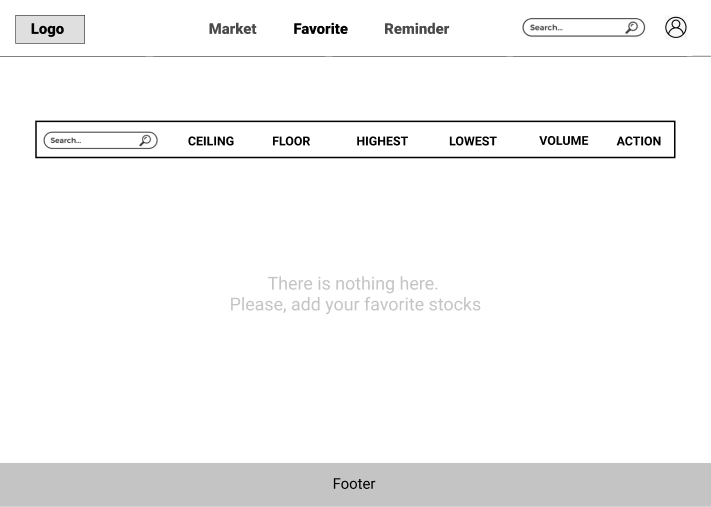 Logo Market Favorite Reminder Search...
Search... CEILING FLOOR HIGHEST LOWEST VOLUME ACTION
There is nothing here.
Please, add your favorite stocks
Footer